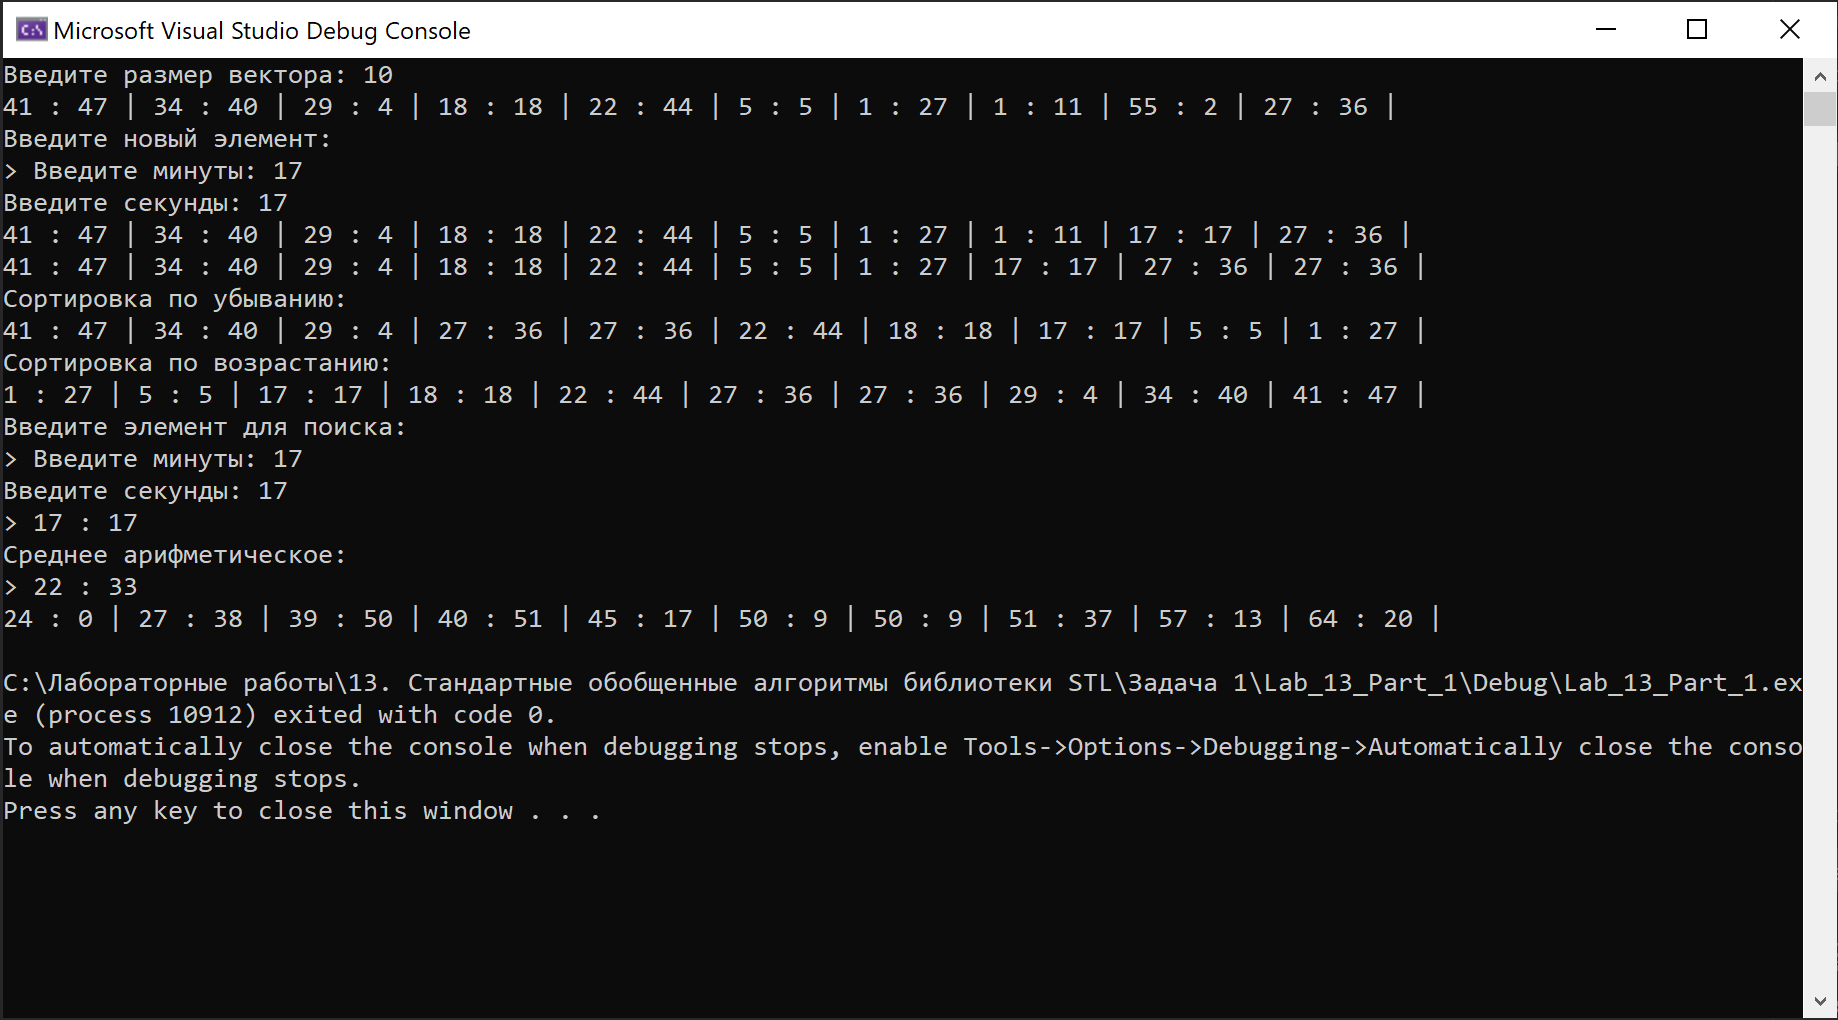 Microsoft Visual Studio Debug Console
Введите размер вектора: 10
41 : 47 | 34 : 40 | 29 : 4 | 18 : 18 | 22 : 44 | 5 : 5 | 1 : 27 | 1 : 11 | 55 : 2 | 27 : 36 |
Введите новый элемент:
> Введите минуты: 17
Введите секунды: 17
41 : 47 | 34 : 40 | 29 : 4 | 18 : 18 | 22 : 44 | 5 : 5 | 1 : 27 | 1 : 11 | 17 : 17 | 27 : 36 |
41 : 47 | 34 : 40 | 29 : 4 | 18 : 18 | 22 : 44 | 5 : 5 | 1 : 27 | 17 : 17 | 27 : 36 | 27 : 36 |
Сортировка по убыванию:
41 : 47 | 34 : 40 | 29 : 4 | 27 : 36 | 27 : 36 | 22 : 44 | 18 : 18 | 17 : 17 | 5 : 5 | 1 : 27 |
Сортировка по возрастанию:
1 : 27 | 5 : 5 | 17 : 17 | 18 : 18 | 22 : 44 | 27 : 36 | 27 : 36 | 29 : 4 | 34 : 40 | 41 : 47 |
Введите элемент для поиска:
> Введите минуты: 17
Введите секунды: 17
> 17 : 17
Среднее арифметическое:
> 22 : 33
24 : 0 | 27 : 38 | 39 : 50 | 40 : 51 | 45 : 17 | 50 : 9 | 50 : 9 | 51 : 37 | 57 : 13 | 64 : 20 |
C:\Лабораторные работы\13. Стандартные обобщенные алгоритмы библиотеки STL\Задача 1\Lab_13_Part_1\Debug\Lab_13_Part_1.ex
e (process 10912) exited with code 0.
To automatically close the console when debugging stops, enable Tools->Options->Debugging->Automatically close the conso
le when debugging stops.
Press any key to close this window . . .